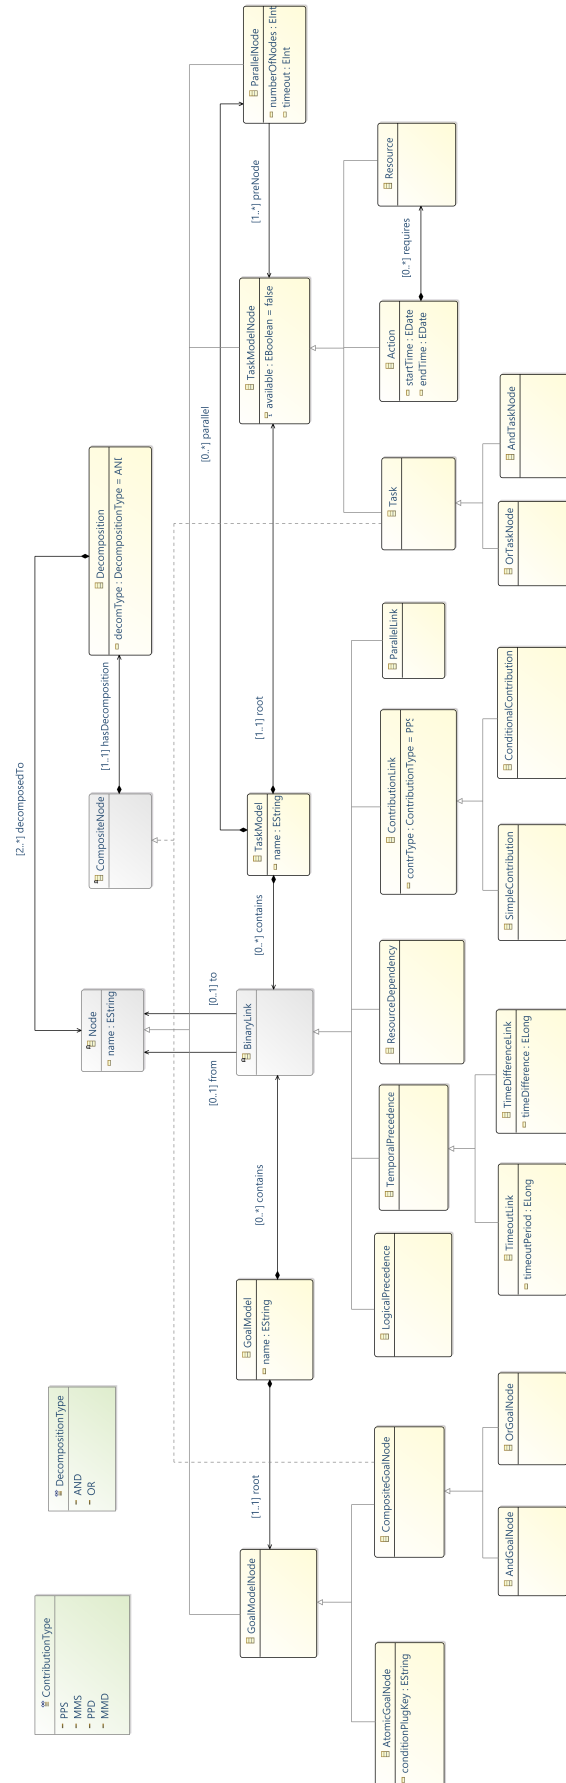 ContributionType
PPS
MMS
PPD
MMD
DecompositionType
AND
OR
Node
name : EString
CompositeNode
[1..1] hasDecomposition
Decomposition
decomType : DecompositionType = AND
[2..*] decomposedTo
GoalModelNode
[1..1] root
GoalModel
name : EString
[0..*] contains
[0..1] from
[0..1] to
BinaryLink
[0..*] contains
TaskModel
name : EString
[1..1] root
[0..*] parallel
TaskModelNode
available : EBoolean = false
[1..*] preNode
ParallelNode
numberOfNodes : EInt
timeout : EInt
AtomicGoalNode
conditionPlugKey : EString
CompositeGoalNode
LogicalPrecedence
TemporalPrecedence
ResourceDependency
ContributionLink
contrType : ContributionType = PPS
ParallelLink
Task
Action
startTime : EDate
endTime : EDate
[0..*] requires
Resource
AndGoalNode
OrGoalNode
TimeoutLink
timeoutPeriod : ELong
TimeDifferenceLink
timeDifference : ELong
SimpleContribution
ConditionalContribution
OrTaskNode
AndTaskNode